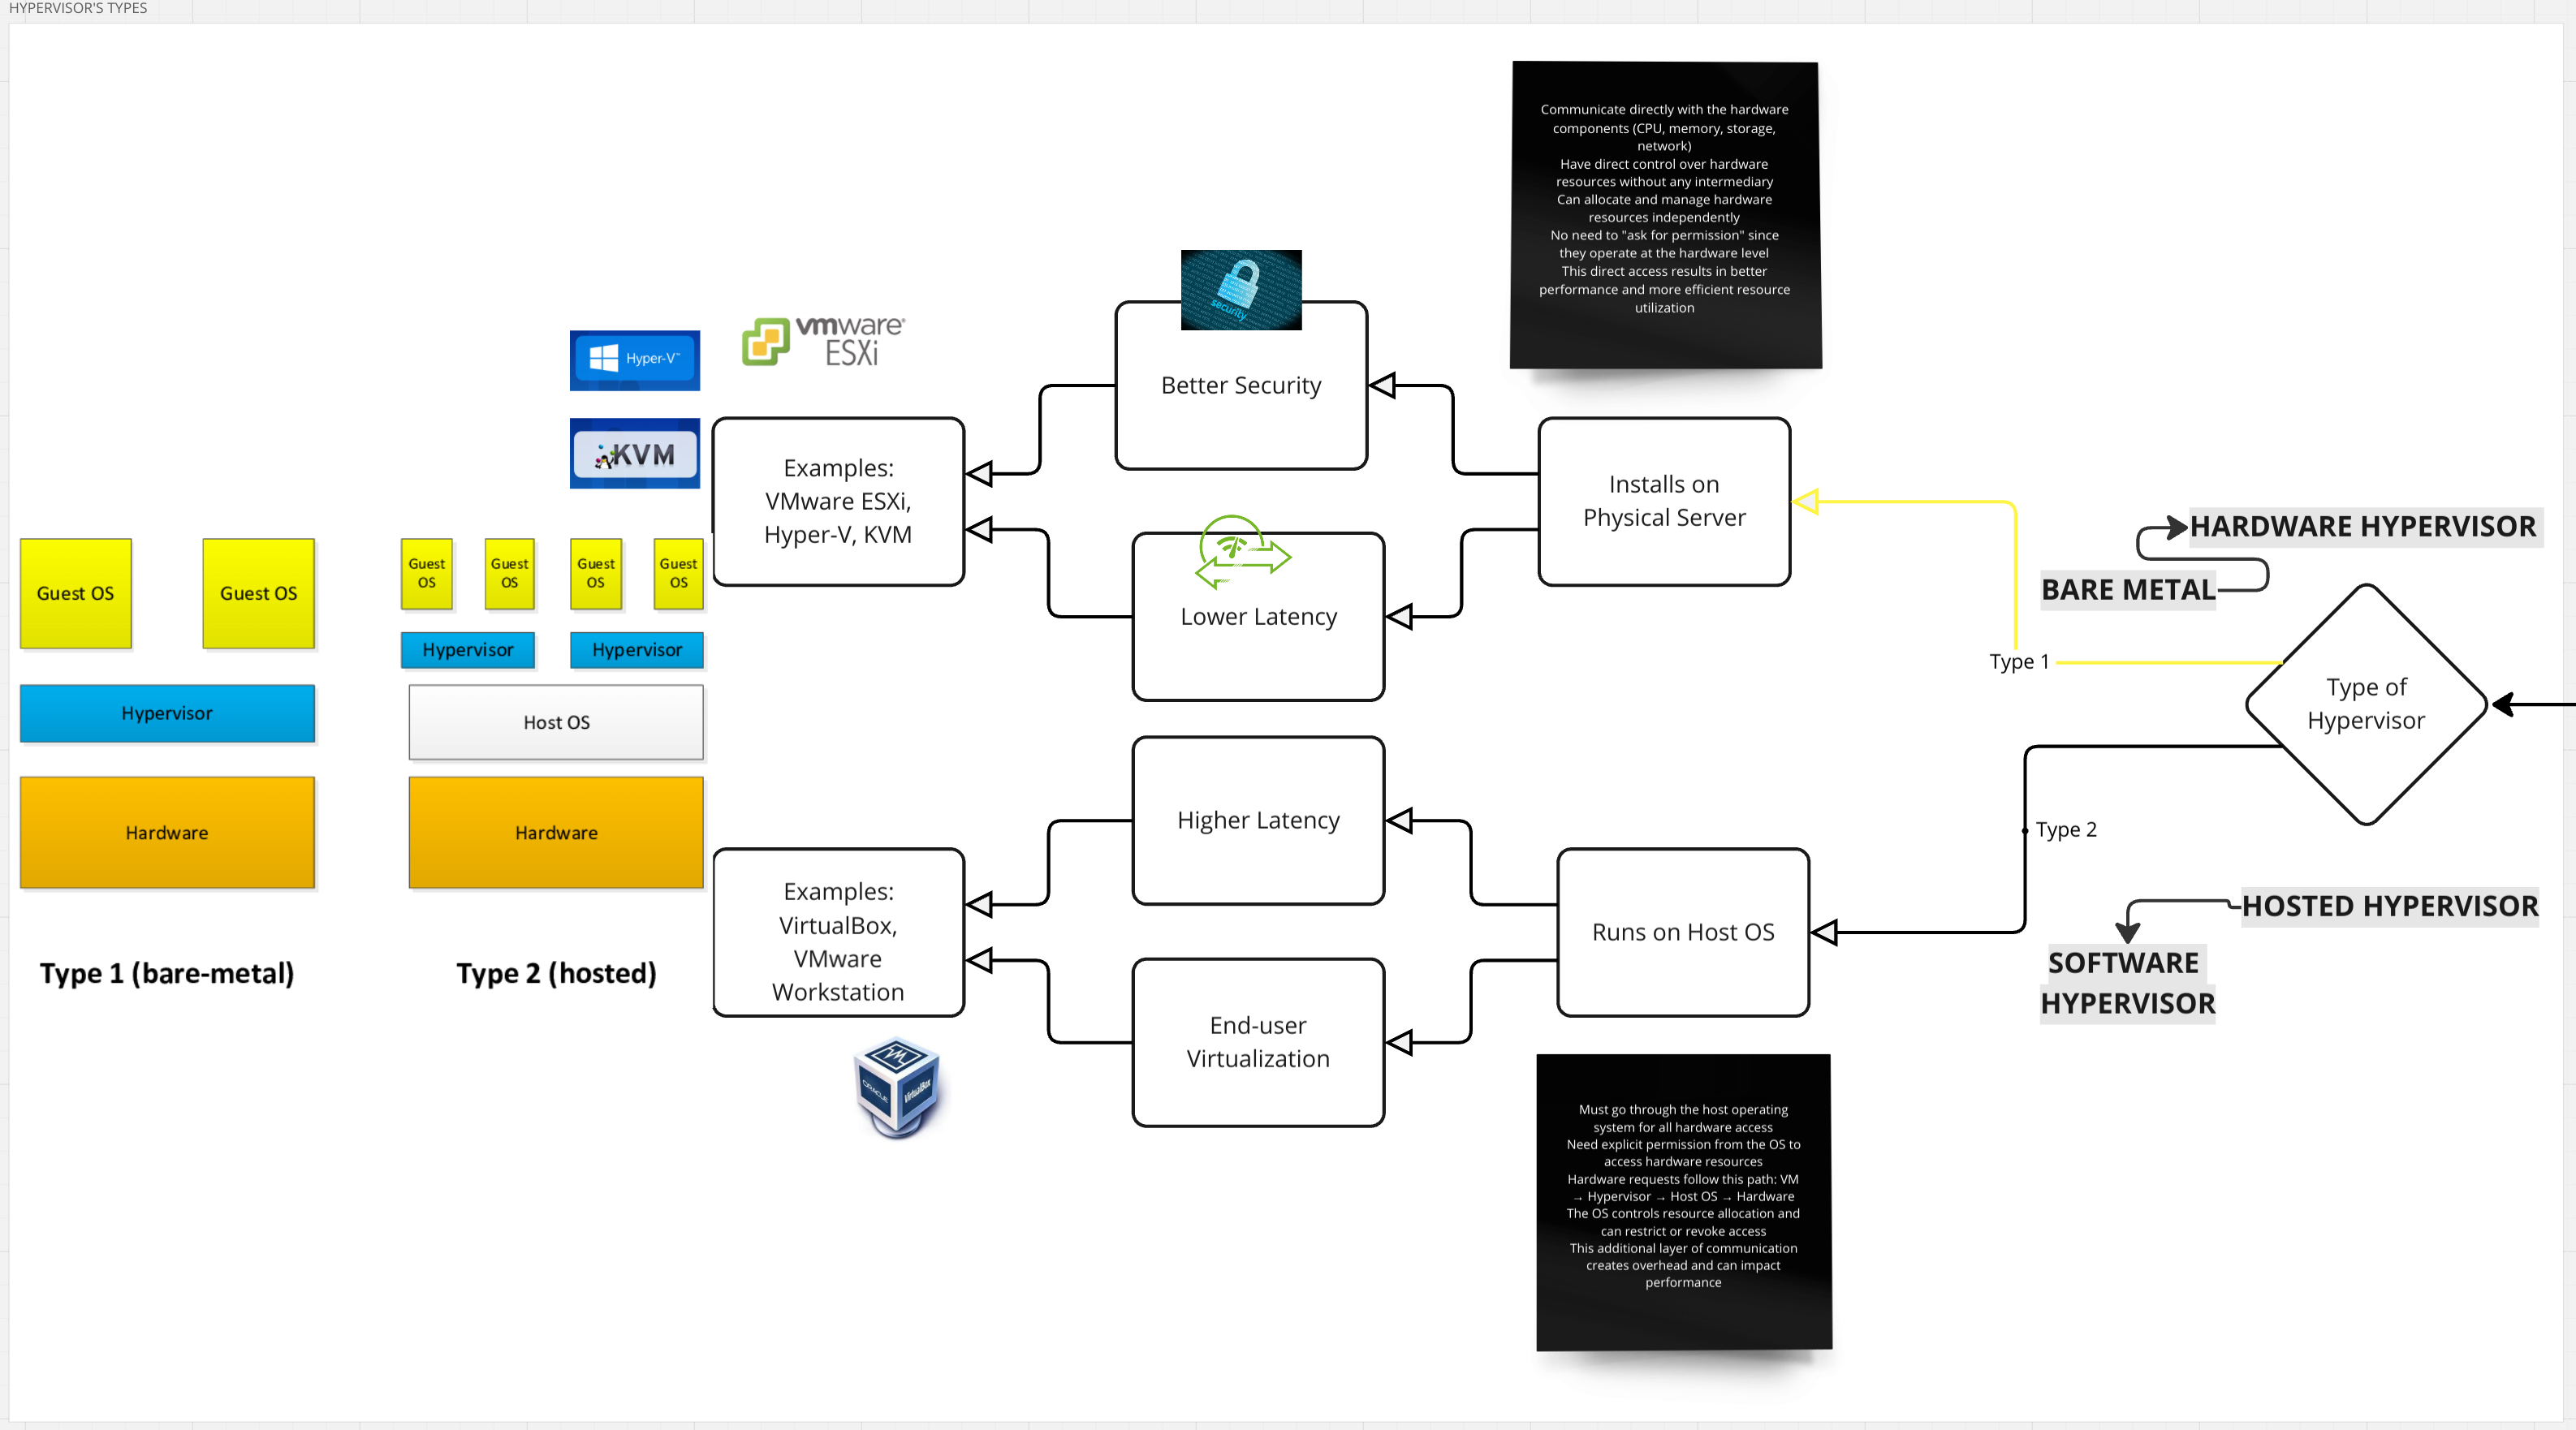 HYPERVISOR'S TYPES
Communicate directly with the hardware
components (CPU, memory, storage,
network)
Have direct control over hardware
resources without any intermediary
Can allocate and manage hardware
resources independently
No need to "ask for permission" since
they operate at the hardware level
This direct access results in better
performance and more efficient resource
utilization
security
Better Security
vmware®
ESXi
Hyper-V™
KVM
Examples:
VMware ESXi,
Hyper-V, KVM
Installs on
Physical Server
Lower Latency
HARDWARE HYPERVISOR
BARE METAL
Type 1
Type of
Hypervisor
Type 2
HOSTED HYPERVISOR
SOFTWARE
HYPERVISOR
Guest OS
Guest OS
Hypervisor
Hardware
Type 1 (bare-metal)
Guest
OS
Guest
OS
Guest
OS
Guest
OS
Hypervisor
Hypervisor
Host OS
Hardware
Type 2 (hosted)
Higher Latency
Examples:
VirtualBox,
VMware
Workstation
Runs on Host OS
End-user
Virtualization
VM
ORACLE
VirtualBox
Must go through the host operating
system for all hardware access
Need explicit permission from the OS to
access hardware resources
Hardware requests follow this path: VM
→ Hypervisor → Host OS → Hardware
The OS controls resource allocation and
can restrict or revoke access
This additional layer of communication
creates overhead and can impact
performance